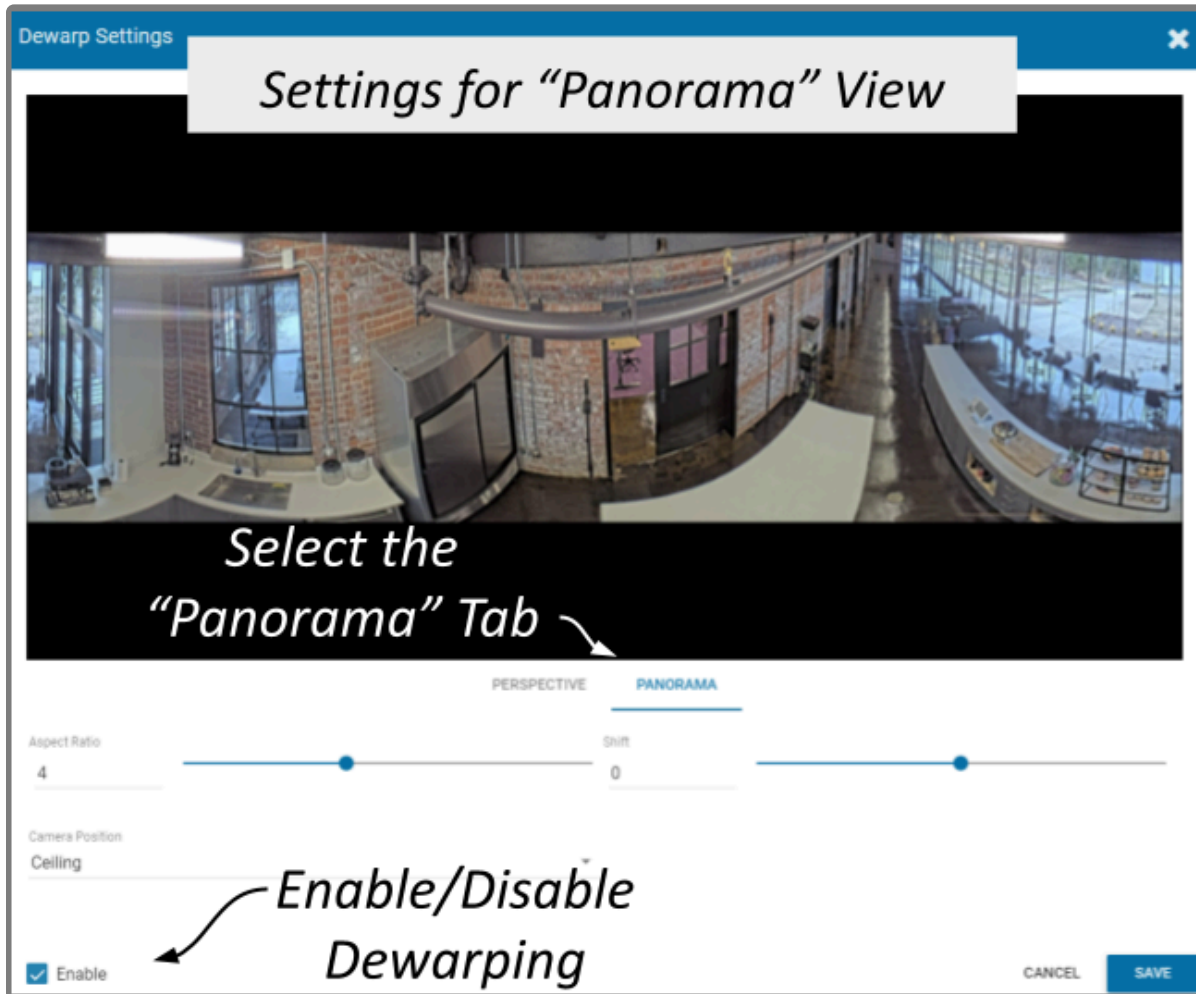 Dewarp Settings
Settings for “Panorama” View
Select the
“Panorama” Tab
PERSPECTIVE
PANORAMA
Aspect Ratio
4
Shift
0
Camera Position
Ceiling
Enable/Disable
Dewarping
Enable
CANCEL
SAVE